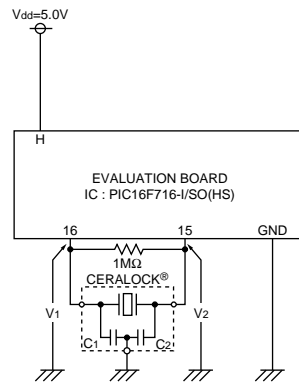 Vdd=5.0V
H
EVALUATION BOARD
IC : PIC16F716-I/SO(HS)
16
15
GND
1MΩ
CERALOCK®
V1
V2
C1
C2